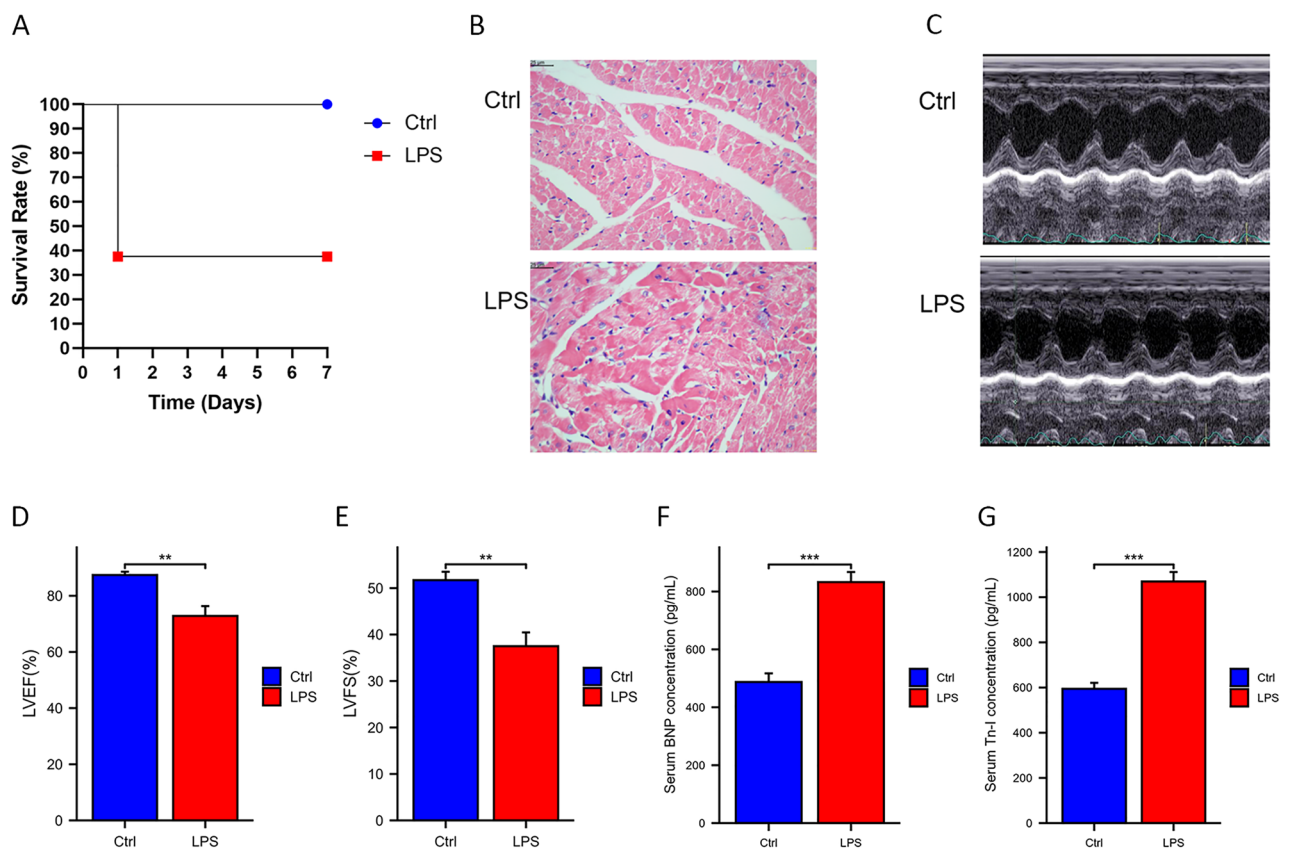 A
B
C
Survival Rate (%)
100
90
80
70
60
50
40
30
20
10
0
0 1 2 3 4 5 6 7
Time (Days)
Ctrl
LPS
Ctrl
LPS
Ctrl
LPS
D
E
F
G
LVEF(%)
80
60
40
20
0
**
Ctrl LPS
Ctrl
LPS
LVFS(%)
50
40
30
20
10
0
**
Ctrl LPS
Ctrl
LPS
Serum BNP concentration (pg/mL)
800
600
400
200
0
***
Ctrl LPS
Ctrl
LPS
Serum Tn-I concentration (pg/mL)
1200
1000
800
600
400
200
0
***
Ctrl LPS
Ctrl
LPS